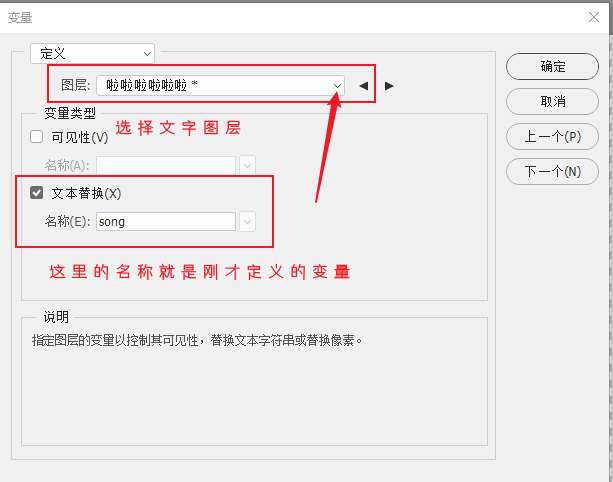 变量
定义
图层: 啦啦啦啦啦啦 *
变量类型
可见性(V)
选择文字图层
名称(A):
文本替换(X)
名称(E): song
这里的名称就是刚才定义的变量
说明
指定图层的变量以控制其可见性，替换文本字符串或替换像素。
确定
取消
上一个(P)
下一个(N)